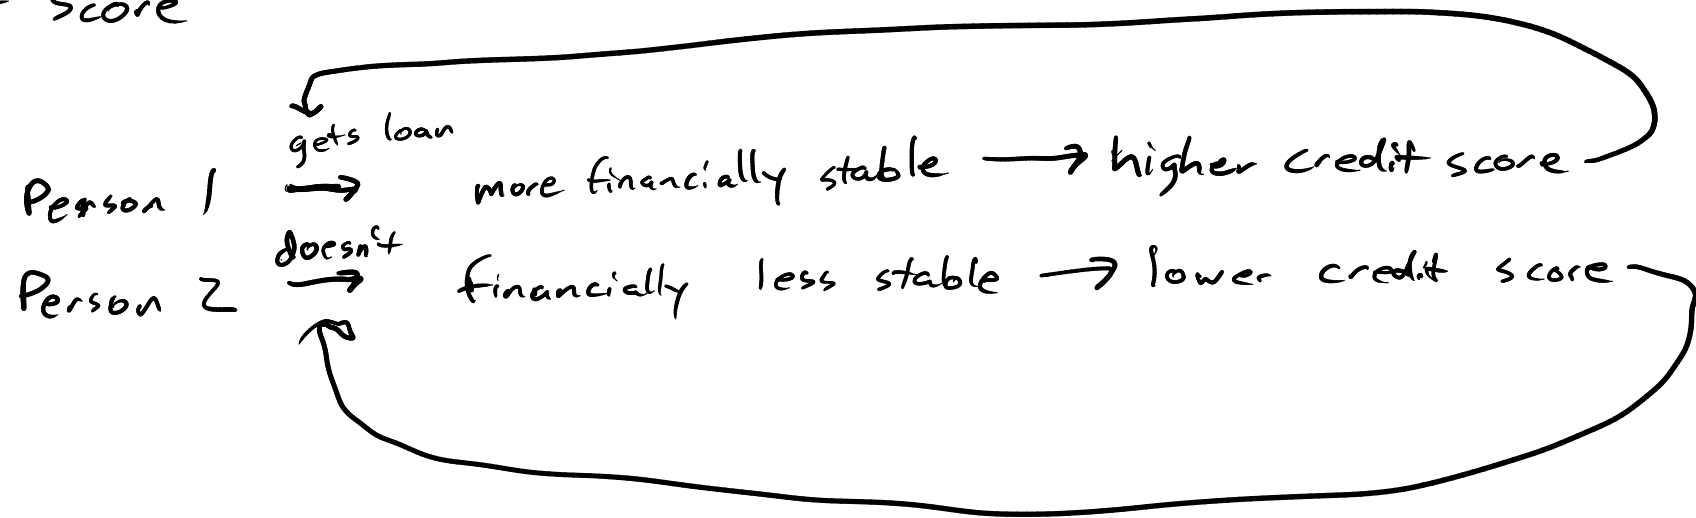 score
gets loan
Person 1 → more financially stable → higher credit score
doesn't
Person 2 → financially less stable → lower credit score